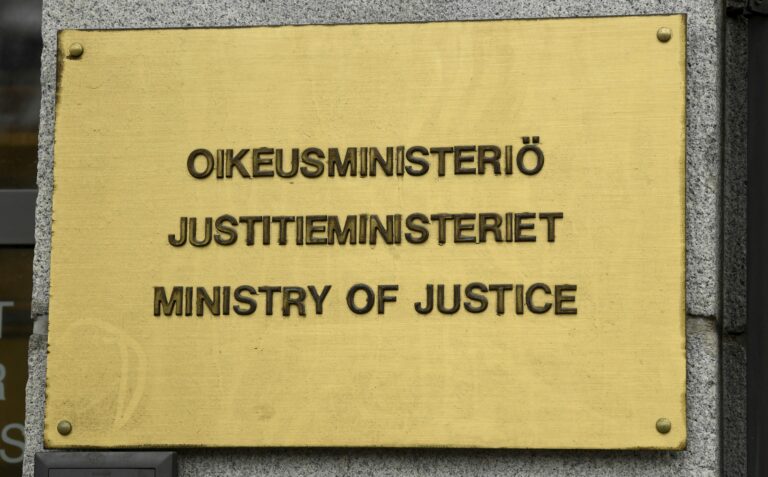 OIKEUSMINISTERIÖ
JUSTITIEMINISTERIET
MINISTRY OF JUSTICE